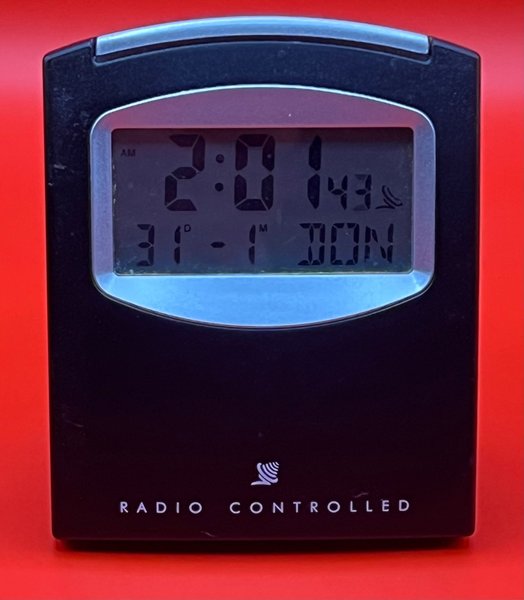 AM 2:01 43
31 D - 1 M DON
RADIO CONTROLLED